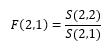 F(2,1) = S(2,2) / S(2,1)